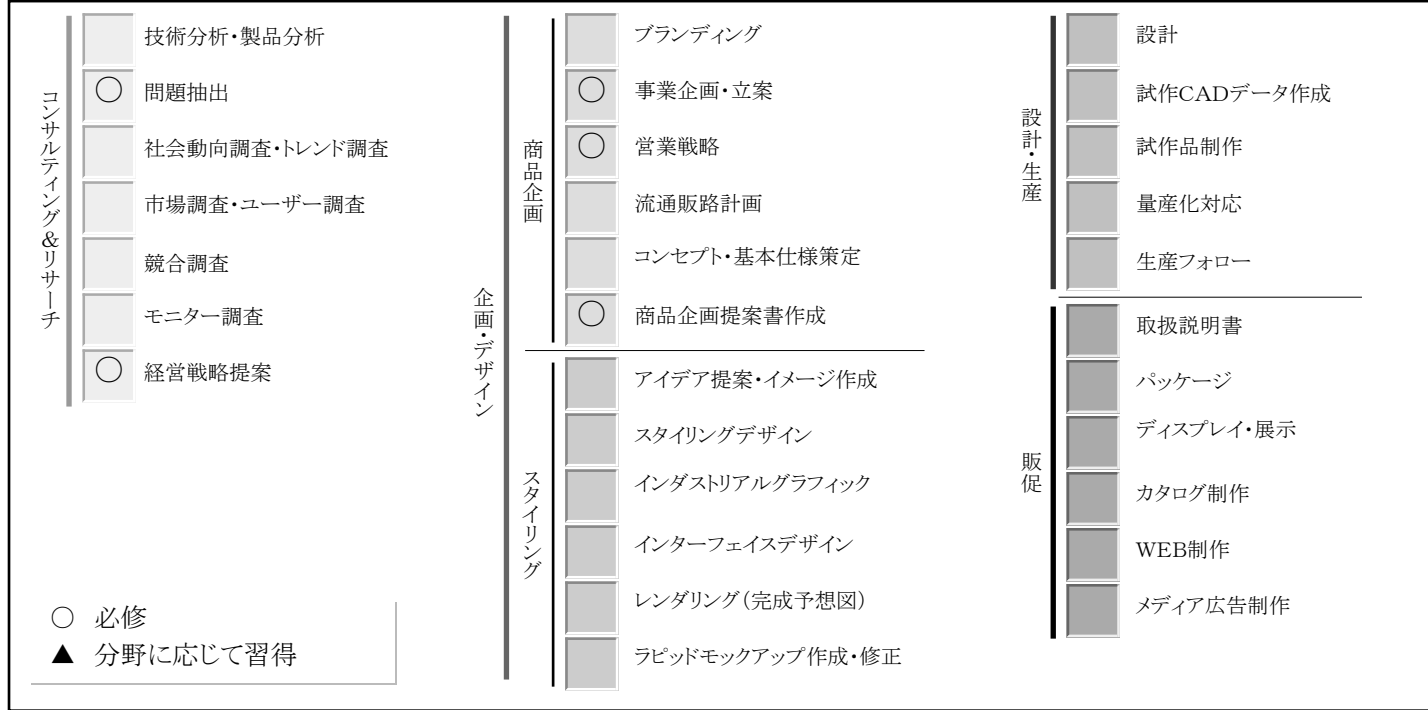 コンサルティング&リサーチ
技術分析・製品分析
○ 問題抽出
社会動向調査・トレンド調査
市場調査・ユーザー調査
競合調査
モニター調査
○ 経営戦略提案
企画・デザイン
商品企画
ブランディング
○ 事業企画・立案
○ 営業戦略
流通販路計画
コンセプト・基本仕様策定
○ 商品企画提案書作成
スタイリング
アイデア提案・イメージ作成
スタイリングデザイン
インダストリアルグラフィック
インターフェイスデザイン
レンダリング(完成予想図)
ラピッドモックアップ作成・修正
設計・生産
設計
試作CADデータ作成
試作品制作
量産化対応
生産フォロー
販促
取扱説明書
パッケージ
ディスプレイ・展示
カタログ制作
WEB制作
メディア広告制作
○ 必修
▲ 分野に応じて習得